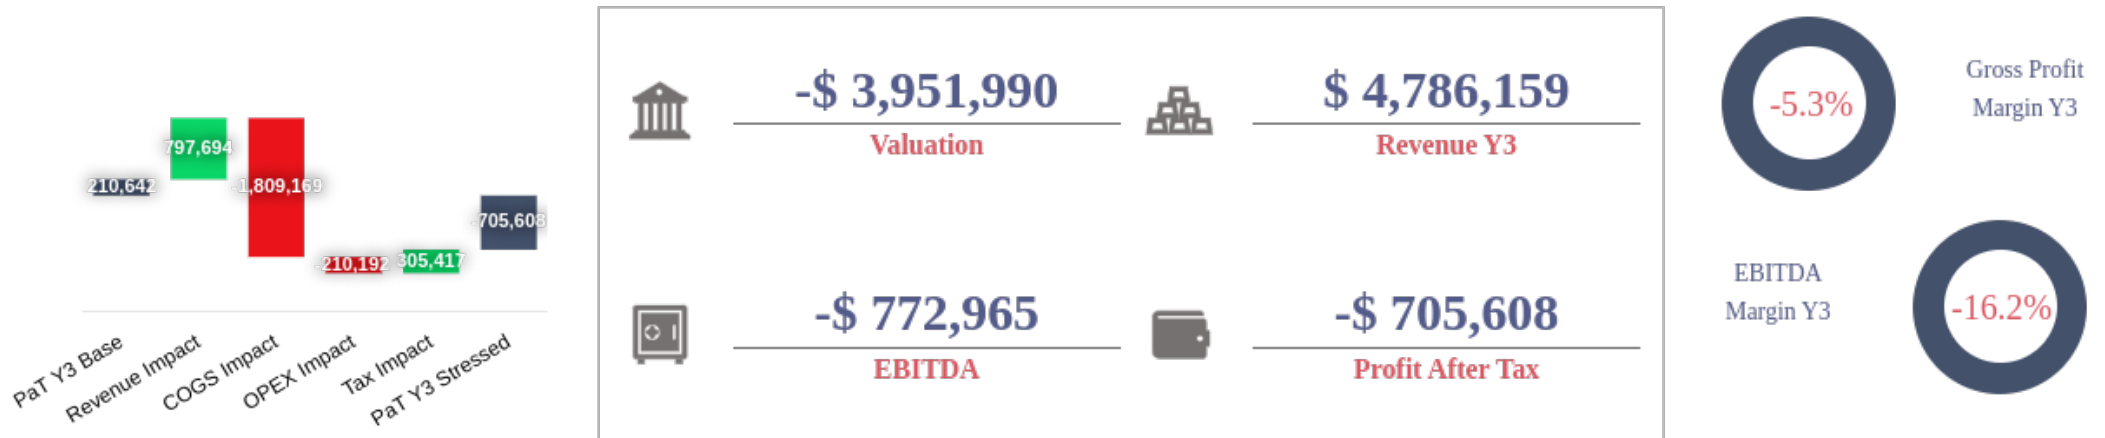 210,642
797,694
-1,809,169
-210,192
305,417
-705,608
PaT Y3 Base
Revenue Impact
COGS Impact
OPEX Impact
Tax Impact
PaT Y3 Stressed
-$ 3,951,990
Valuation
$ 4,786,159
Revenue Y3
-$ 772,965
EBITDA
-$ 705,608
Profit After Tax
-5.3%
Gross Profit
Margin Y3
EBITDA
Margin Y3
-16.2%